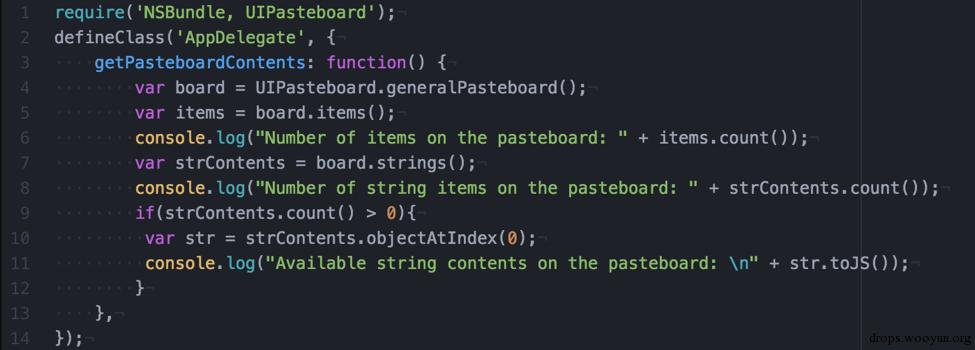 1 require('NSBundle, UIPasteboard');¬
2 defineClass('AppDelegate', {¬
3 ····getPasteboardContents: function() {¬
4 ········var board = UIPasteboard.generalPasteboard();¬
5 ········var items = board.items();¬
6 ········console.log("Number of items on the pasteboard: " + items.count());¬
7 ········var strContents = board.strings();¬
8 ········console.log("Number of string items on the pasteboard: " + strContents.count());¬
9 ········if(strContents.count() > 0){¬
10 ·········var str = strContents.objectAtIndex(0);¬
11 ·········console.log("Available string contents on the pasteboard: \n" + str.toJS());¬
12 ········}¬
13 ····},¬
14 });¬
drops.wooyun.org